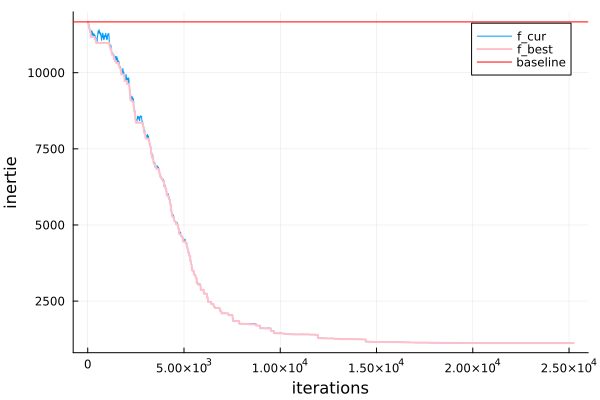 f_cur
f_best
baseline
10000
7500
5000
2500
0
5.00×10³
1.00×10⁴
1.50×10⁴
2.00×10⁴
2.50×10⁴
inertie
iterations